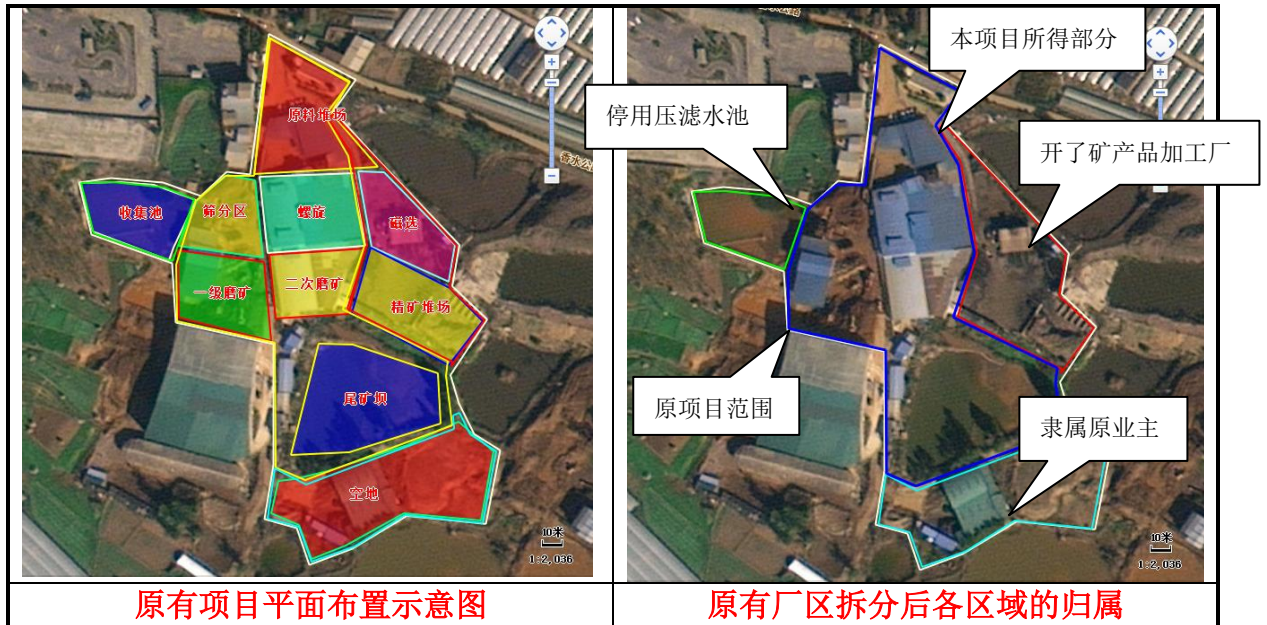 原料堆场
香水公路
收集池
筛分区
螺旋
磁选
一级磨矿
二次磨矿
精矿堆场
尾矿坝
空地
10米
1:2,036
本项目所得部分
停用压滤水池
开了矿产品加工厂
原项目范围
隶属原业主
10米
1:2,036
原有项目平面布置示意图
原有厂区拆分后各区域的归属